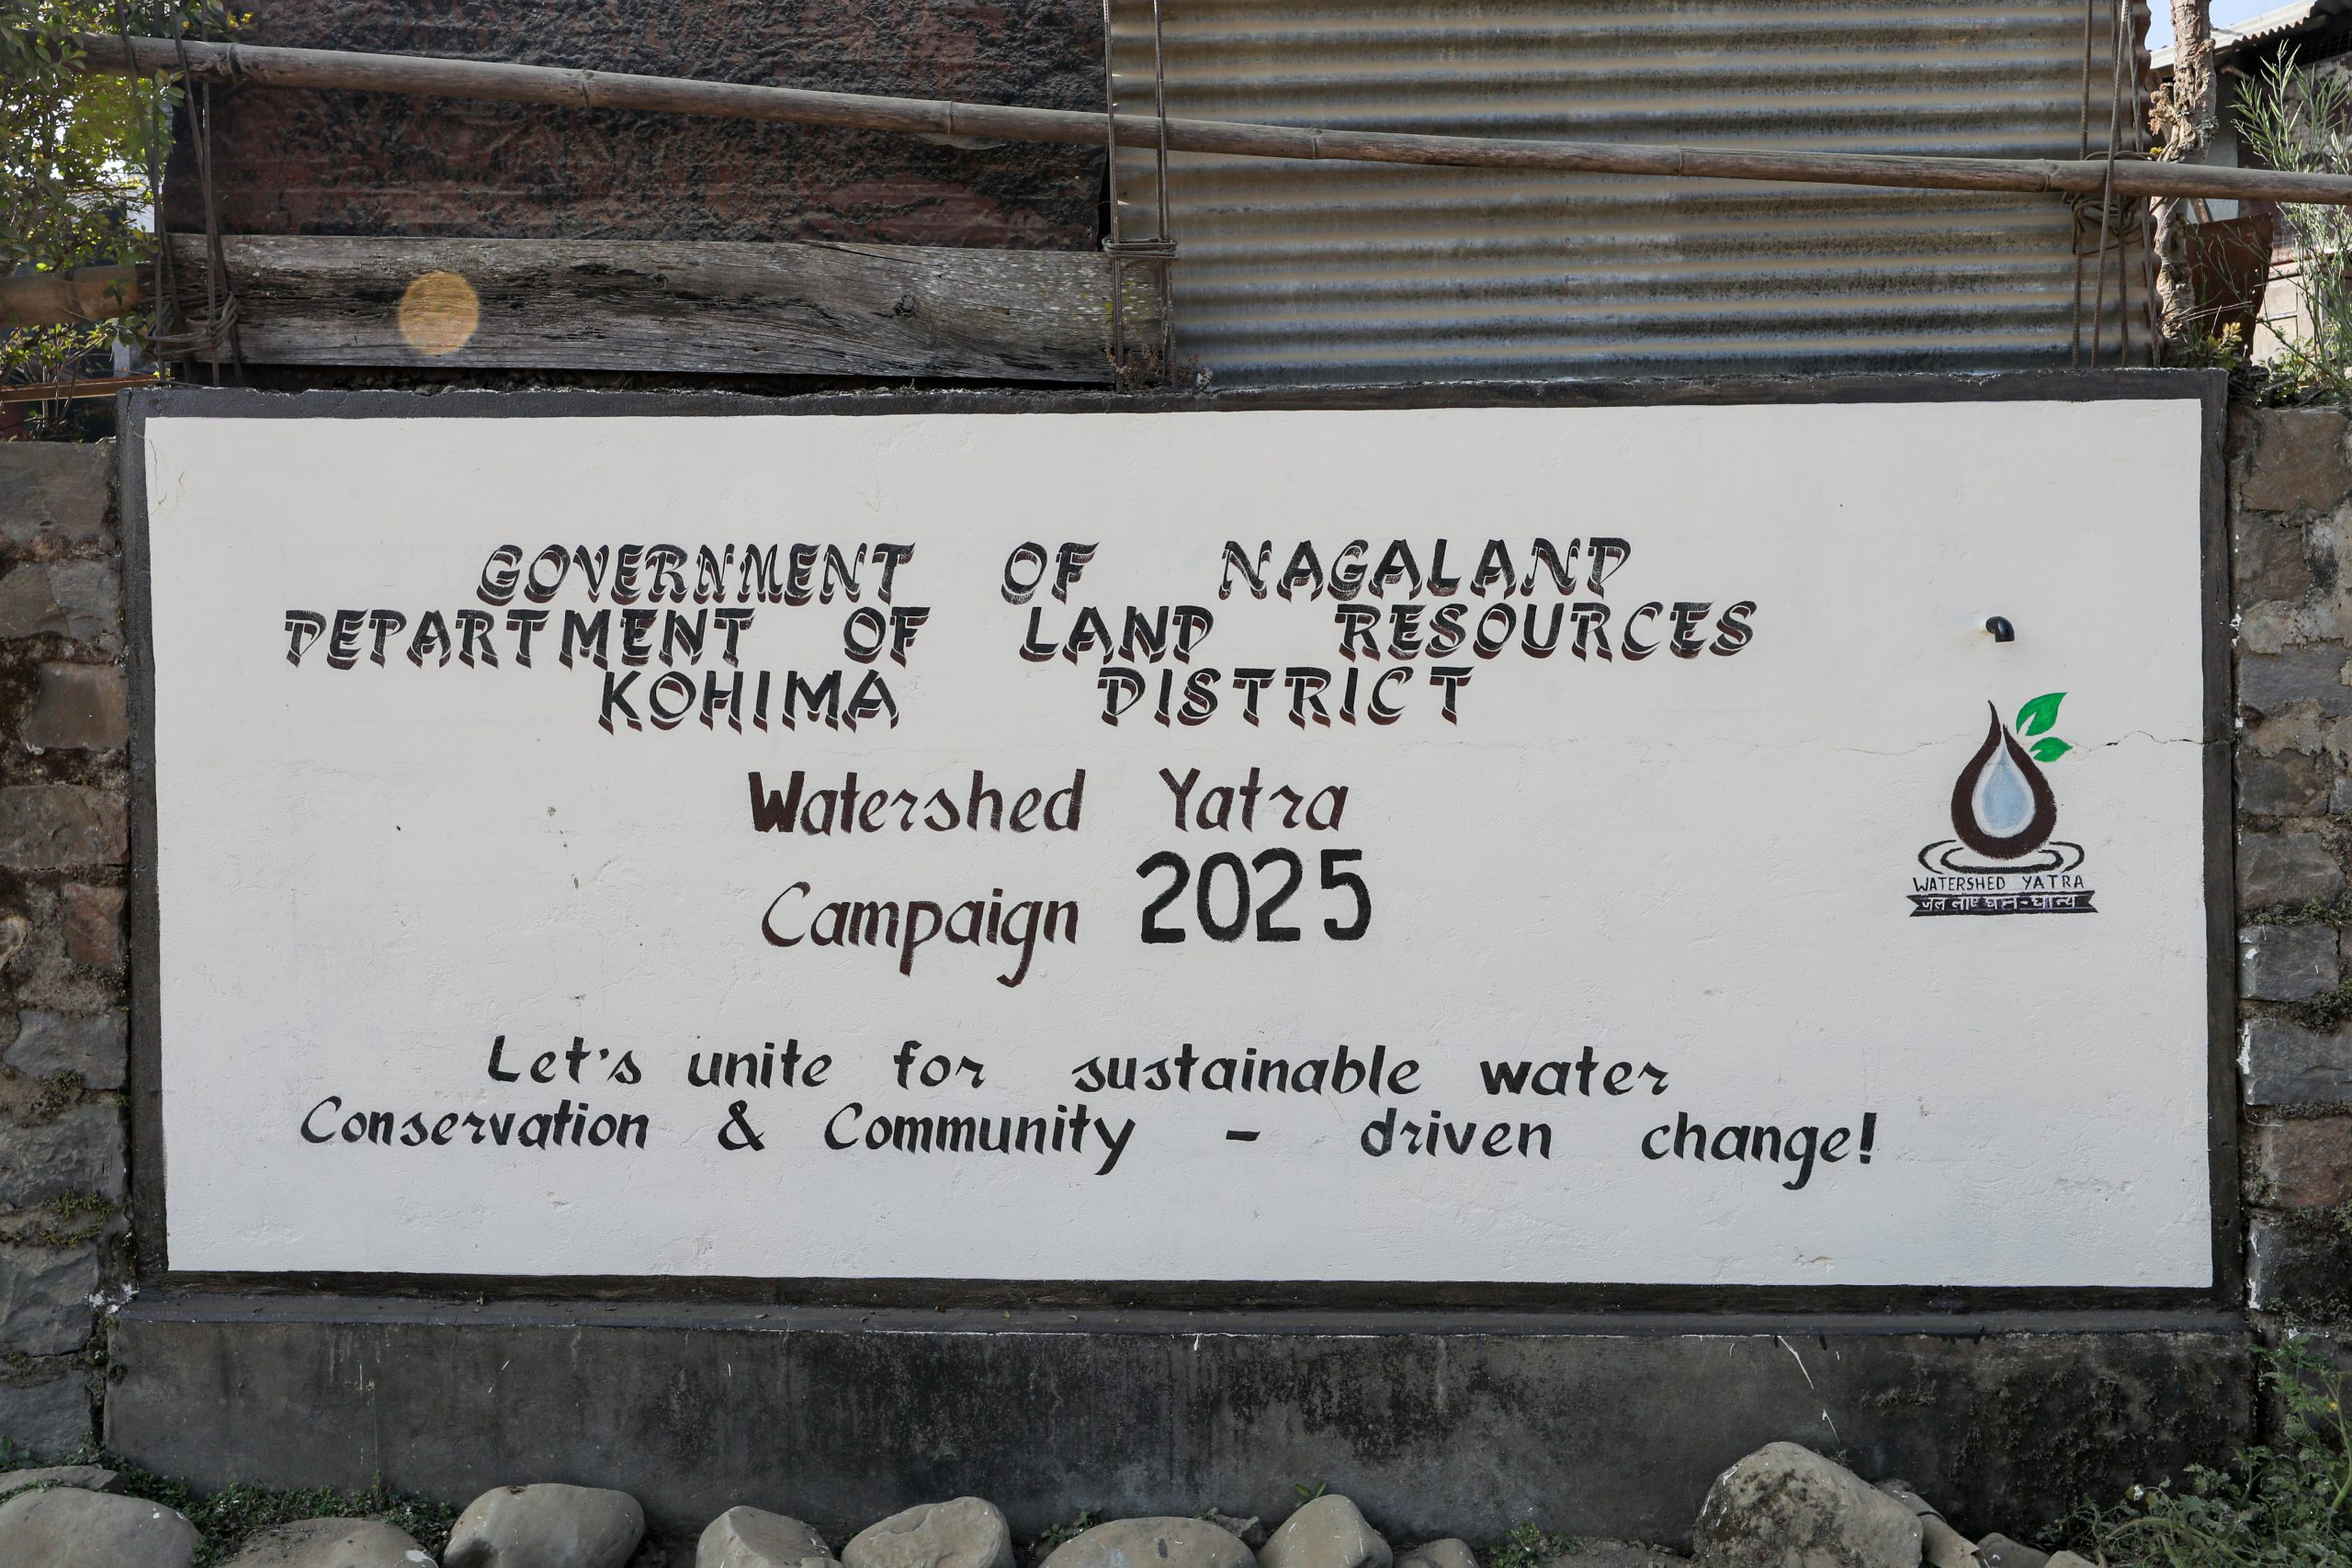 GOVERNMENT OF NAGALAND
DEPARTMENT OF LAND RESOURCES
KOHIMA DISTRICT
Watershed Yatra
Campaign 2025
Let's unite for sustainable water
Conservation & Community - driven change!
WATERSHED YATRA
जल